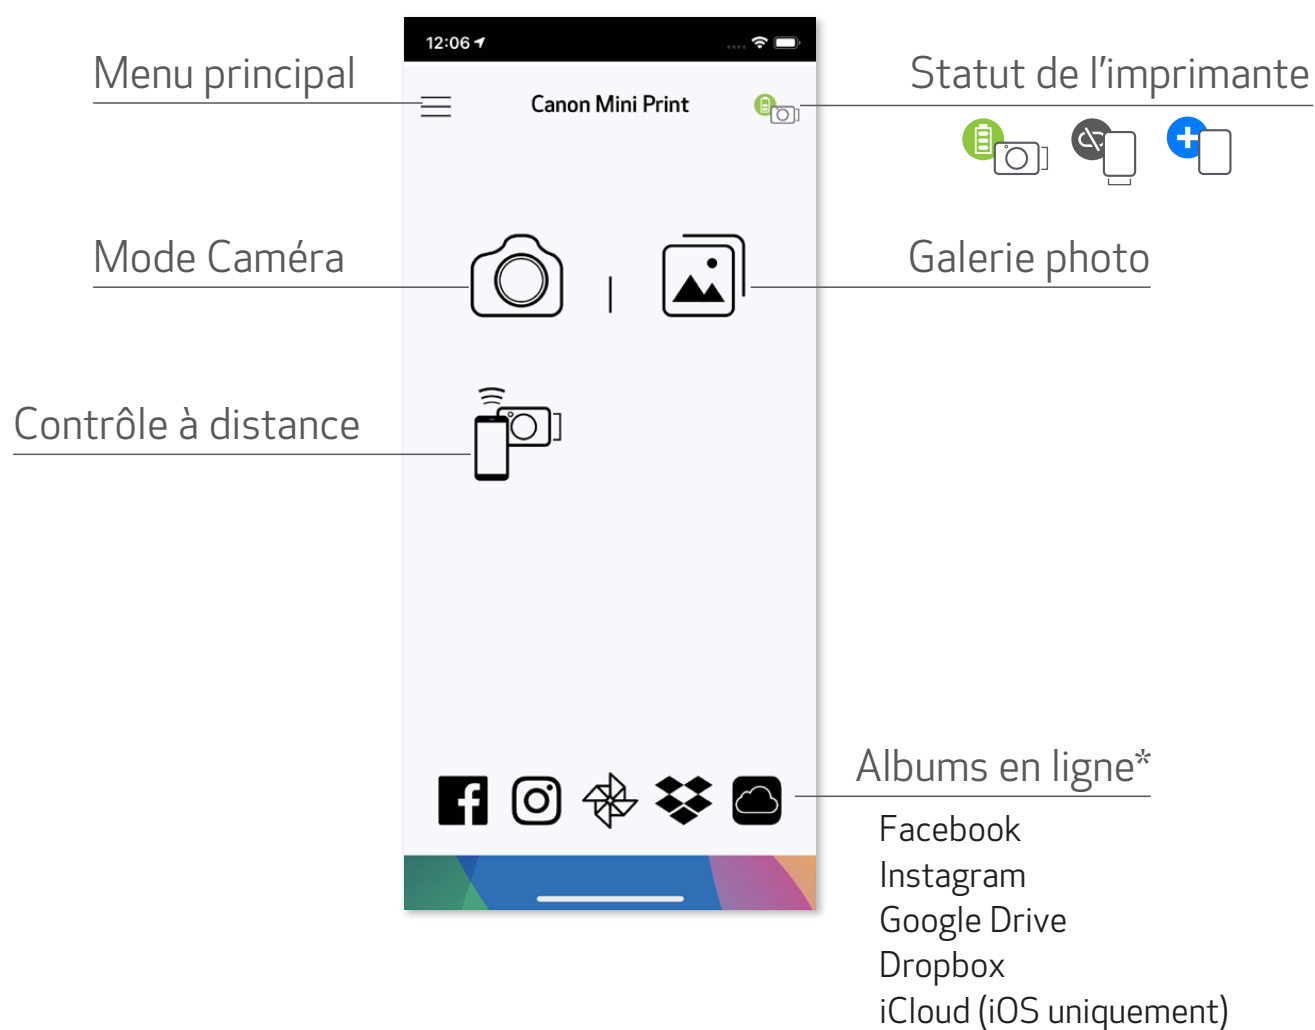 12:06
Menu principal
Canon Mini Print
Statut de l'imprimante
Mode Caméra
Galerie photo
Contrôle à distance
Albums en ligne*
Facebook
Instagram
Google Drive
Dropbox
iCloud (iOS uniquement)